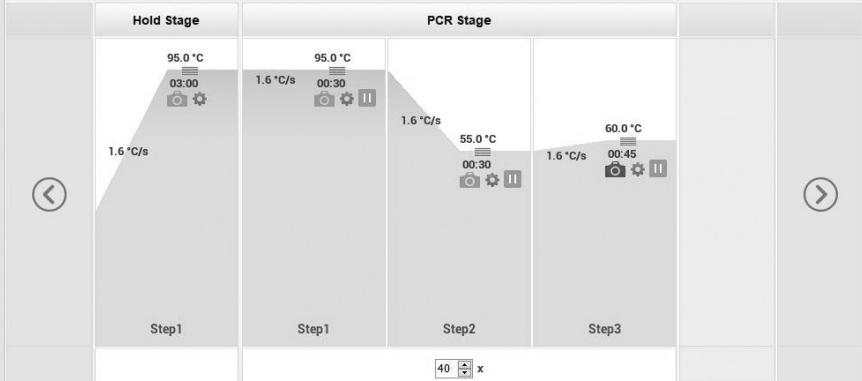 Hold Stage
PCR Stage
95.0 °C
03:00
1.6 °C/s
Step1
95.0 °C
1.6 °C/s
00:30
Step1
1.6 °C/s
55.0 °C
00:30
Step2
60.0 °C
1.6 °C/s
00:45
Step3
40 x